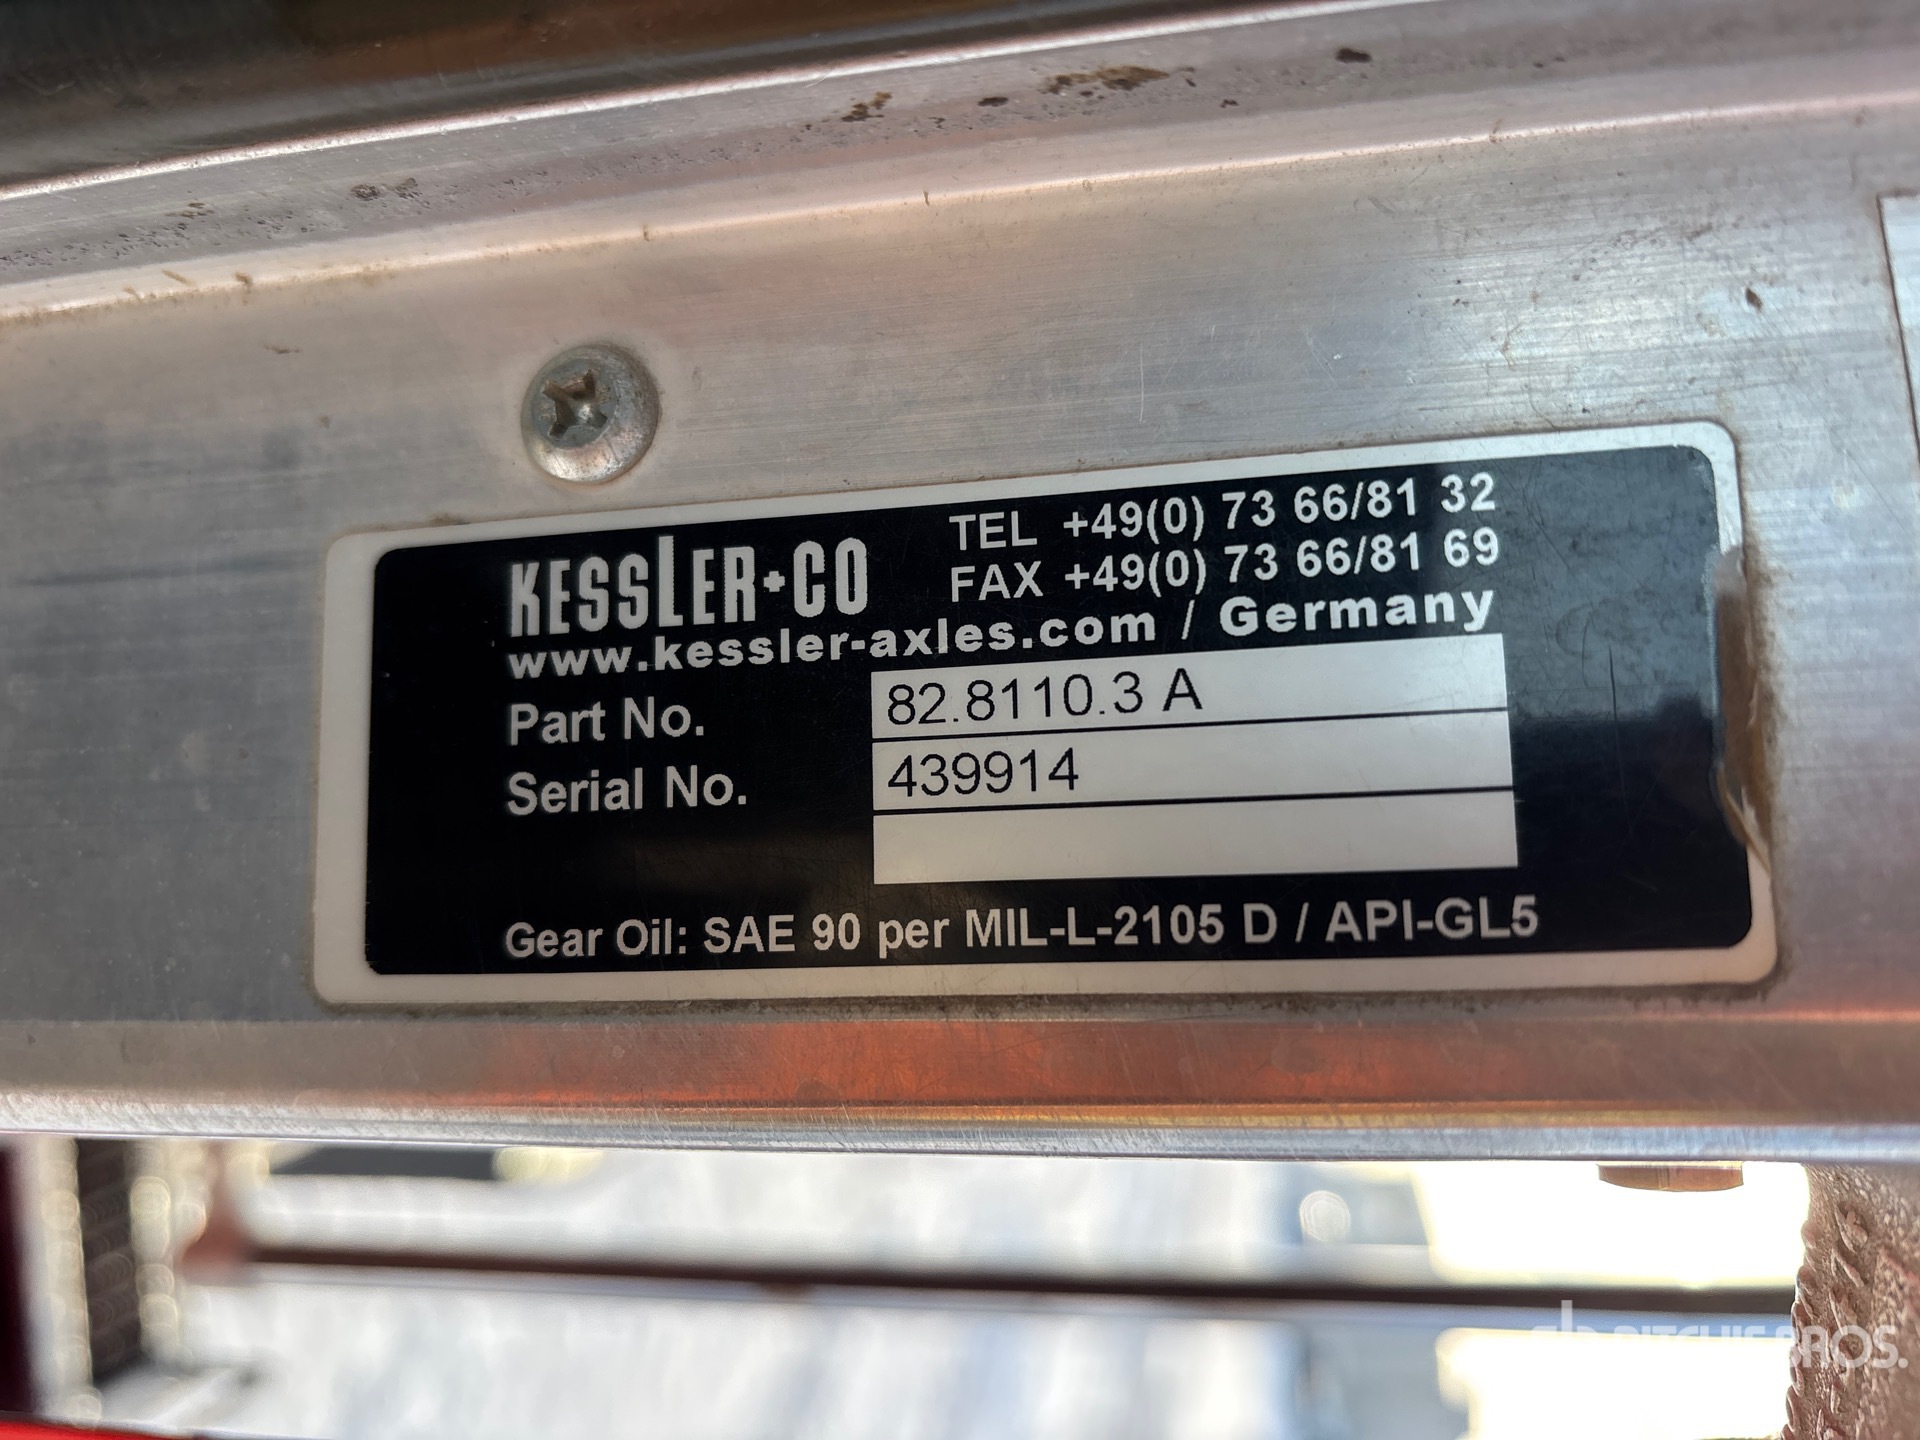 KESSLER+CO
TEL +49(0) 73 66/81 32
FAX +49(0) 73 66/81 69
www.kessler-axles.com / Germany
Part No. 82.8110.3 A
Serial No. 439914
Gear Oil: SAE 90 per MIL-L-2105 D / API-GL5
RITCHIE BROS.